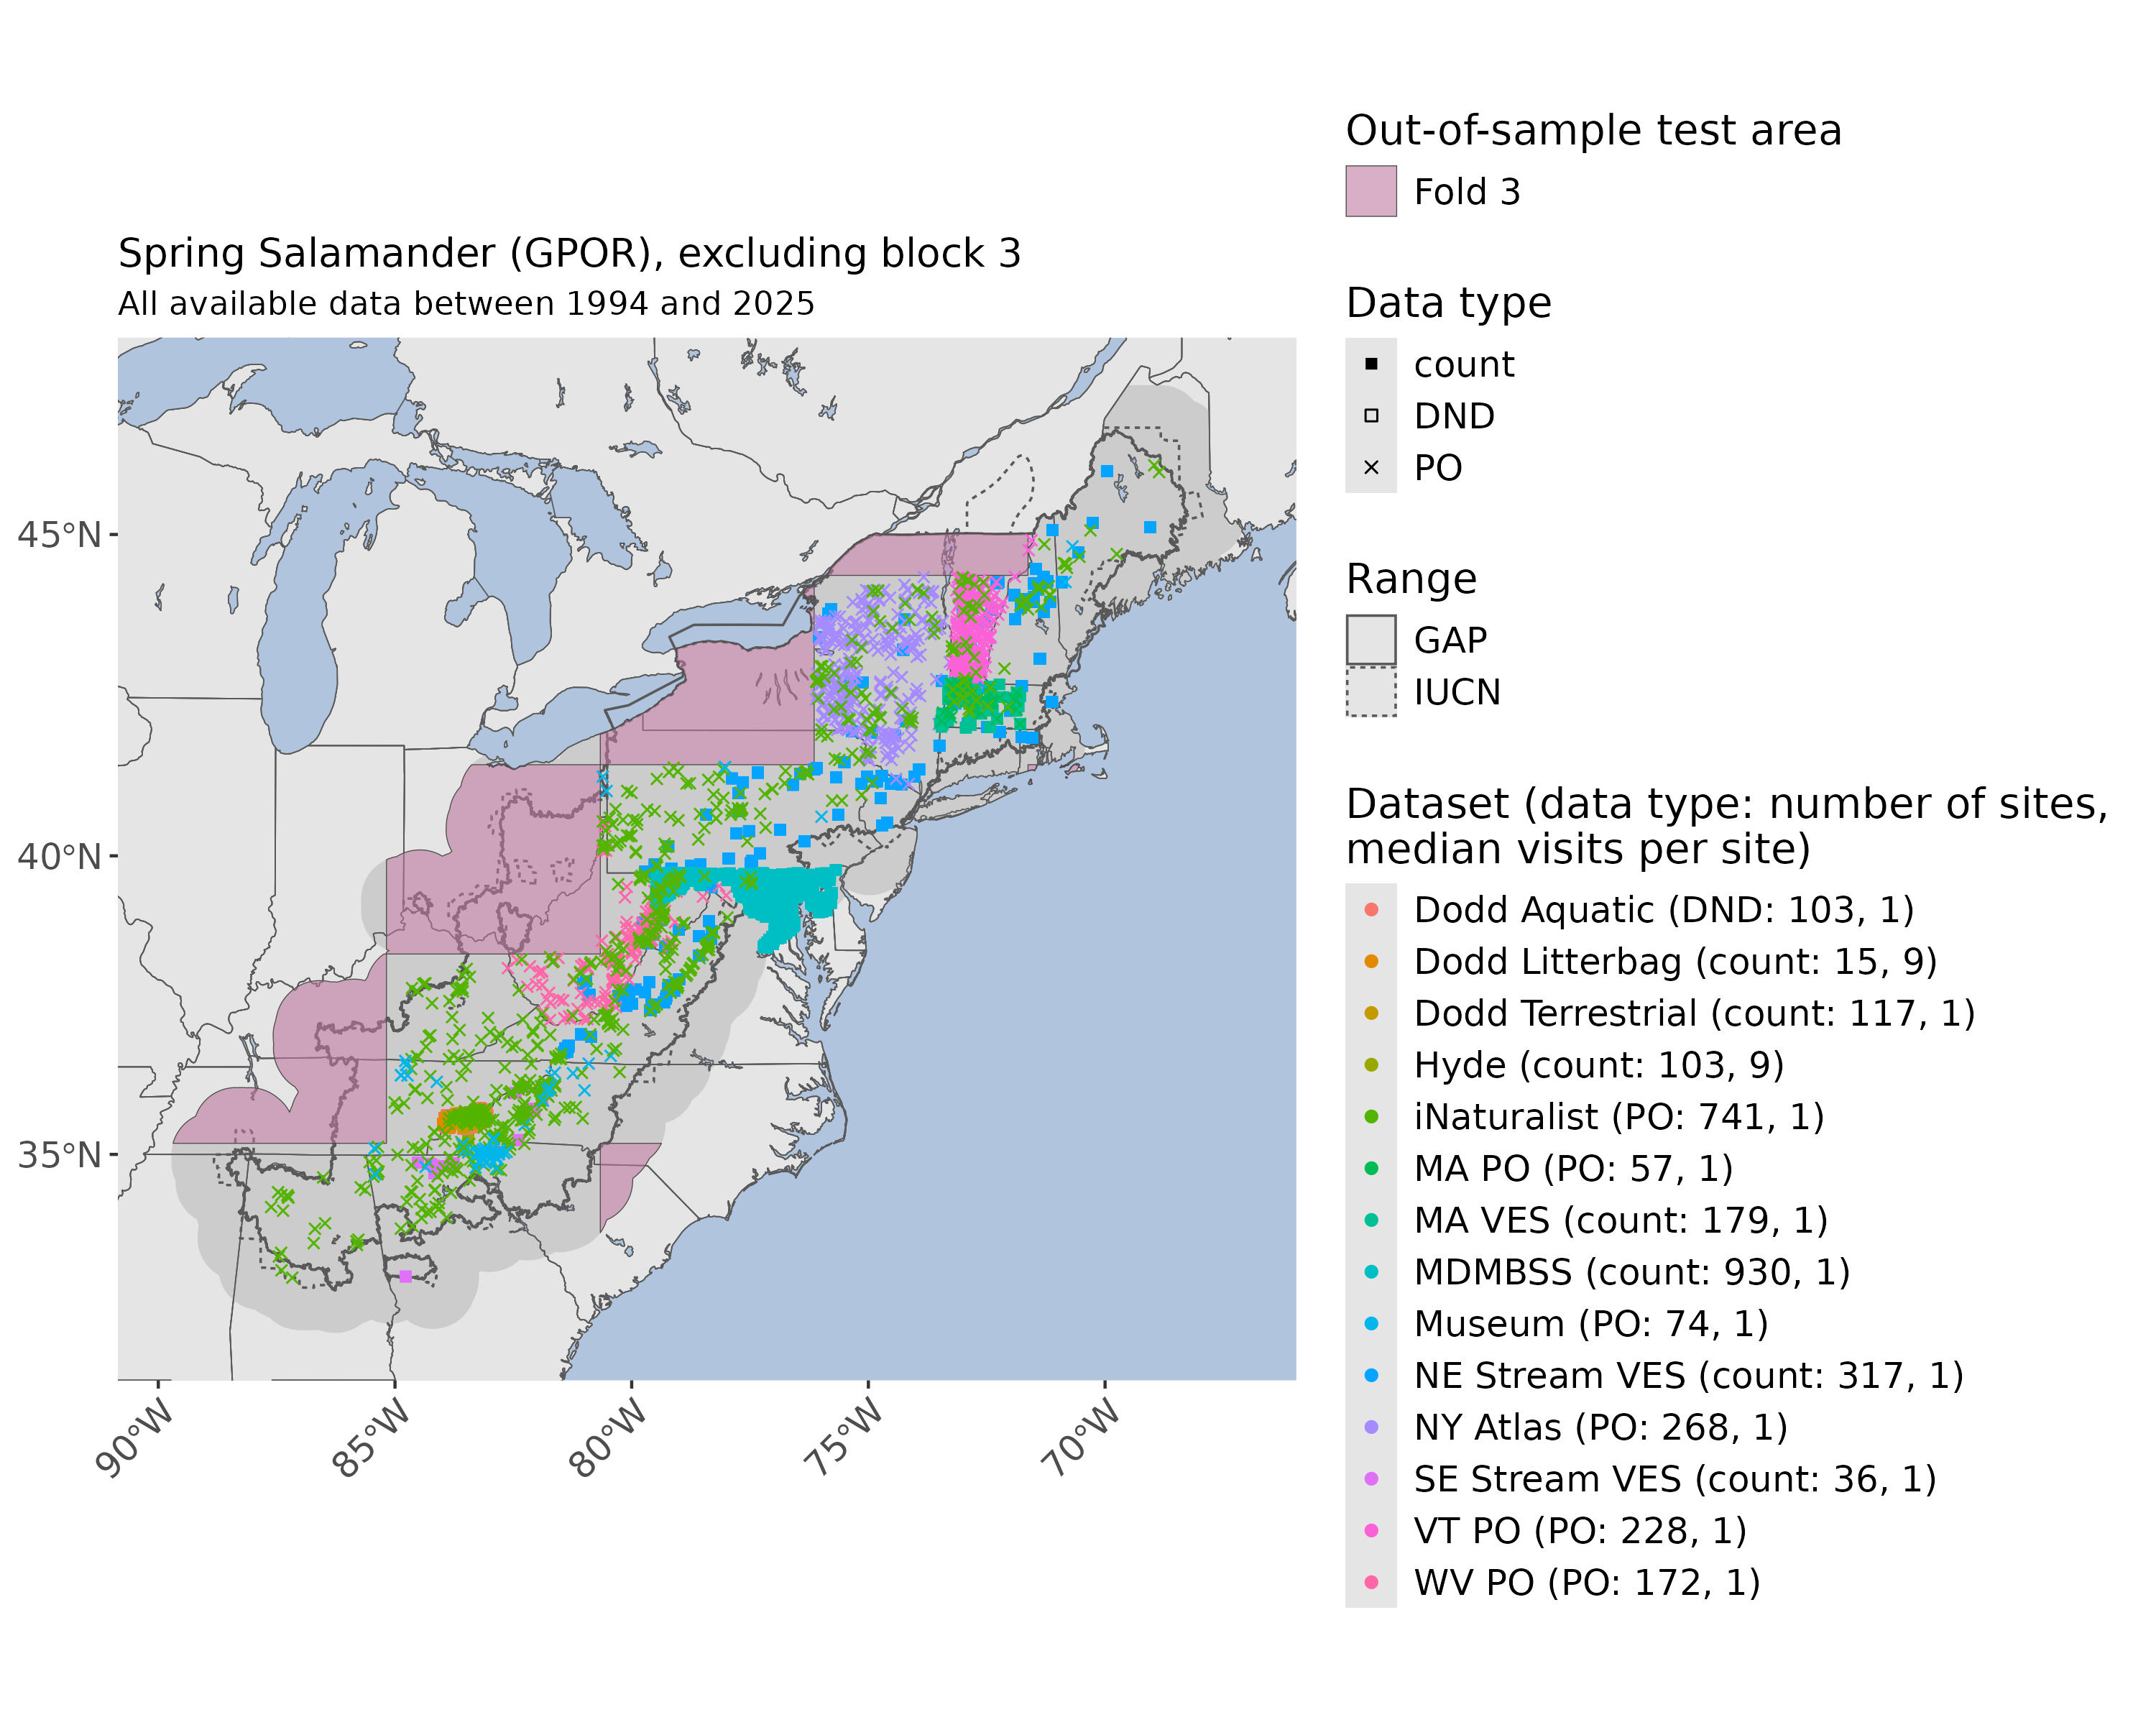 Spring Salamander (GPOR), excluding block 3
All available data between 1994 and 2025
45°N
40°N
35°N
90°W
85°W
80°W
75°W
70°W
Out-of-sample test area
Fold 3
Data type
count
DND
PO
Range
GAP
IUCN
Dataset (data type: number of sites,
median visits per site)
Dodd Aquatic (DND: 103, 1)
Dodd Litterbag (count: 15, 9)
Dodd Terrestrial (count: 117, 1)
Hyde (count: 103, 9)
iNaturalist (PO: 741, 1)
MA PO (PO: 57, 1)
MA VES (count: 179, 1)
MDMBSS (count: 930, 1)
Museum (PO: 74, 1)
NE Stream VES (count: 317, 1)
NY Atlas (PO: 268, 1)
SE Stream VES (count: 36, 1)
VT PO (PO: 228, 1)
WV PO (PO: 172, 1)